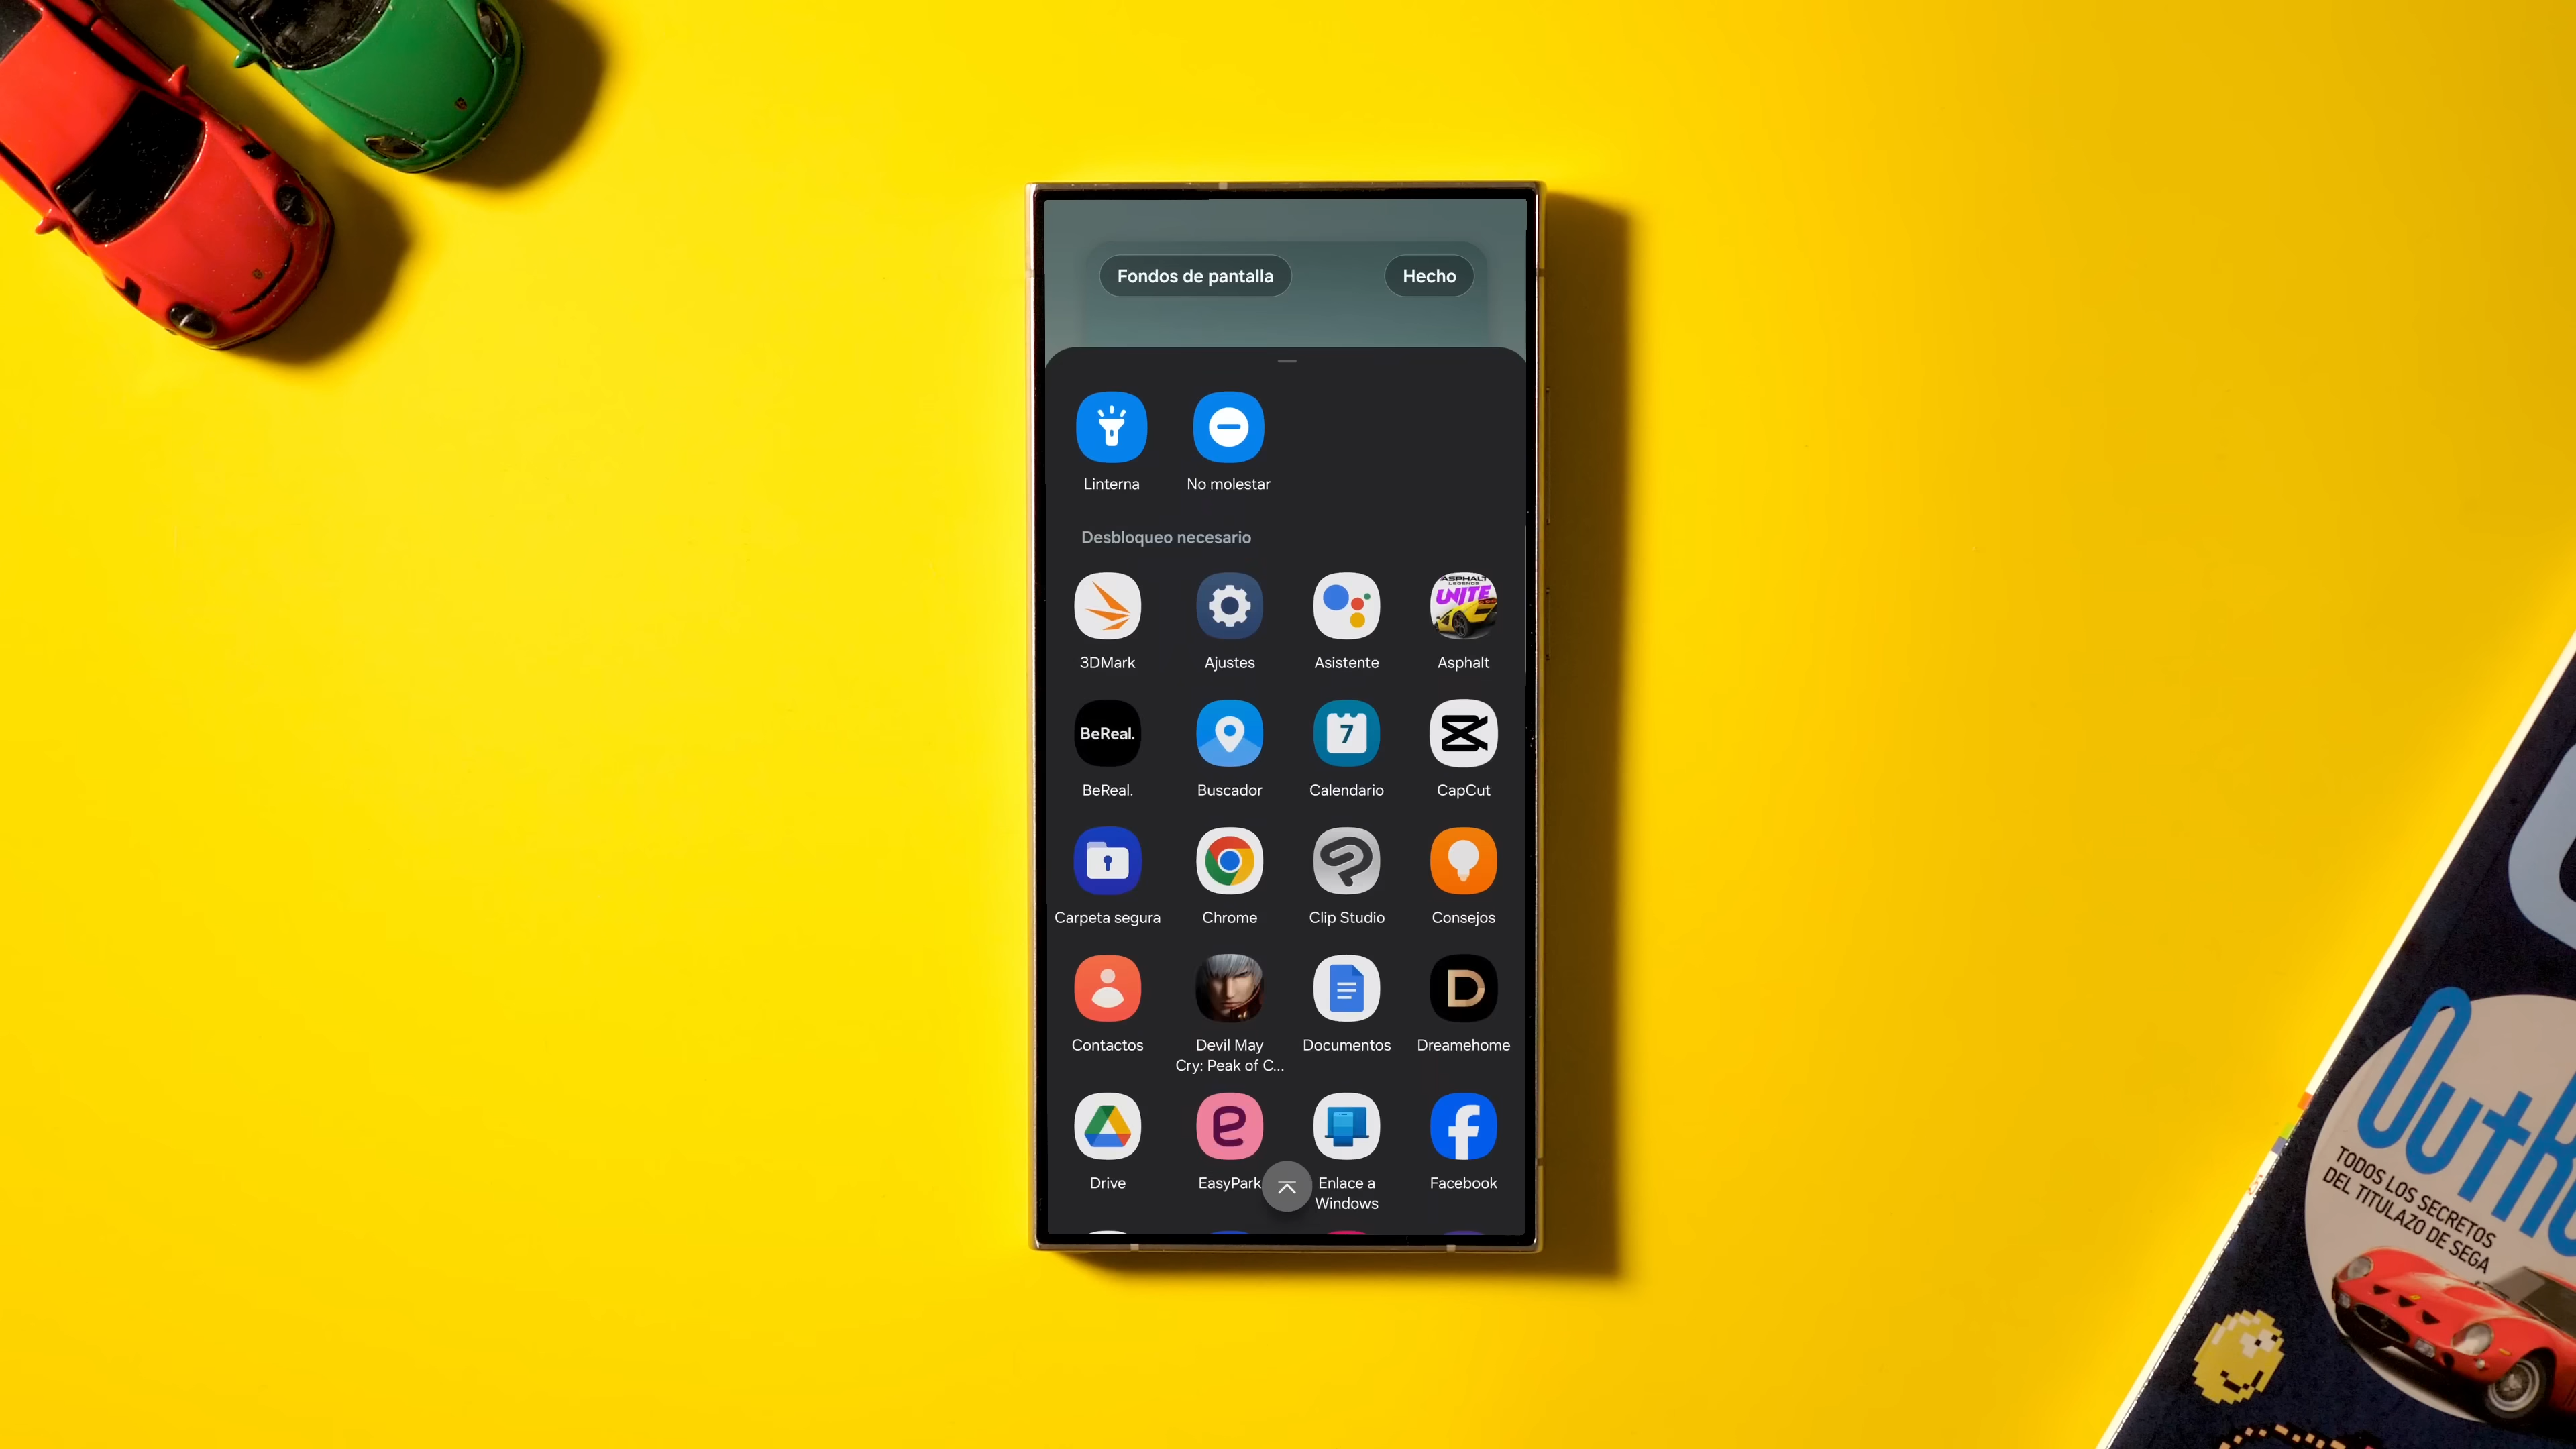 Fondos de pantalla
Hecho
Linterna
No molestar
Desbloqueo necesario
ASPHALT
LEGENDS
UNITE
3DMark
Ajustes
Asistente
Asphalt
BeReal.
7
BeReal.
Buscador
Calendario
CapCut
Carpeta segura
Chrome
Clip Studio
Consejos
D
Contactos
Devil May
Cry: Peak of C...
Documentos
Dreamehome
e
f
Drive
EasyPark
Enlace a
Windows
Facebook
TODOS LOS SECRETOS
DEL TITULAZO DE SEGA